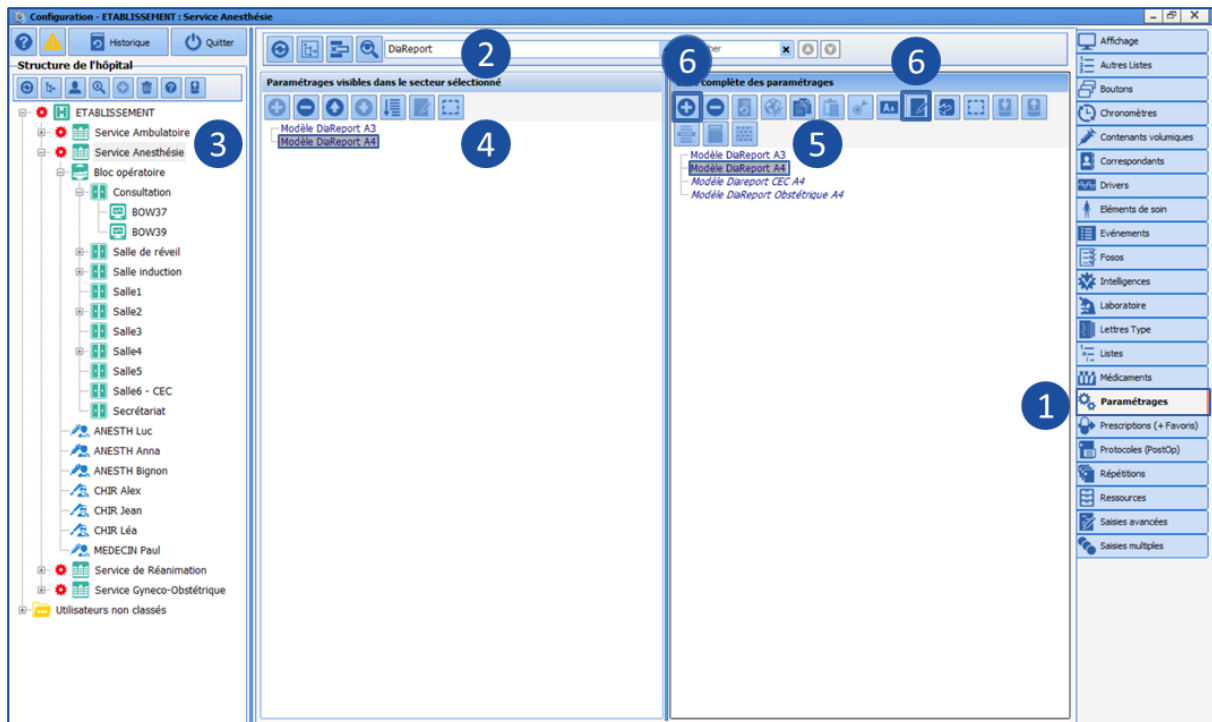 Configuration - ETABLISSEMENT : Service Anesthésie
Historique
Quitter
Structure de l'hôpital
ETABLISSEMENT
Service Ambulatoire
Service Anesthésie
Bloc opératoire
Consultation
BOW37
BOW39
Salle de réveil
Salle induction
Salle1
Salle2
Salle3
Salle4
Salle5
Salle6 - CEC
Secrétariat
ANESTH Luc
ANESTH Anna
ANESTH Bignon
CHIR Alex
CHIR Jean
CHIR Léa
MEDECIN Paul
Service de Réanimation
Service Gyneco-Obstétrique
Utilisateurs non classés
3
DiaReport
2
Paramétrages visibles dans le secteur sélectionné
Modèle DiaReport A3
Modèle DiaReport A4
4
6
6
complète des paramétrages
5
Modèle DiaReport A3
Modèle DiaReport A4
Modèle Diareport CEC A4
Modèle DiaReport Obstétrique A4
Affichage
Autres Listes
Boutons
Chronomètres
Contenants volumiques
Correspondants
Drivers
Eléments de soin
Evénements
Fosos
Intelligences
Laboratoire
Lettres Type
Listes
Médicaments
1
Paramétrages
Prescriptions (+ Favoris)
Protocoles (PostOp)
Répétitions
Ressources
Saisies avancées
Saisies multiples